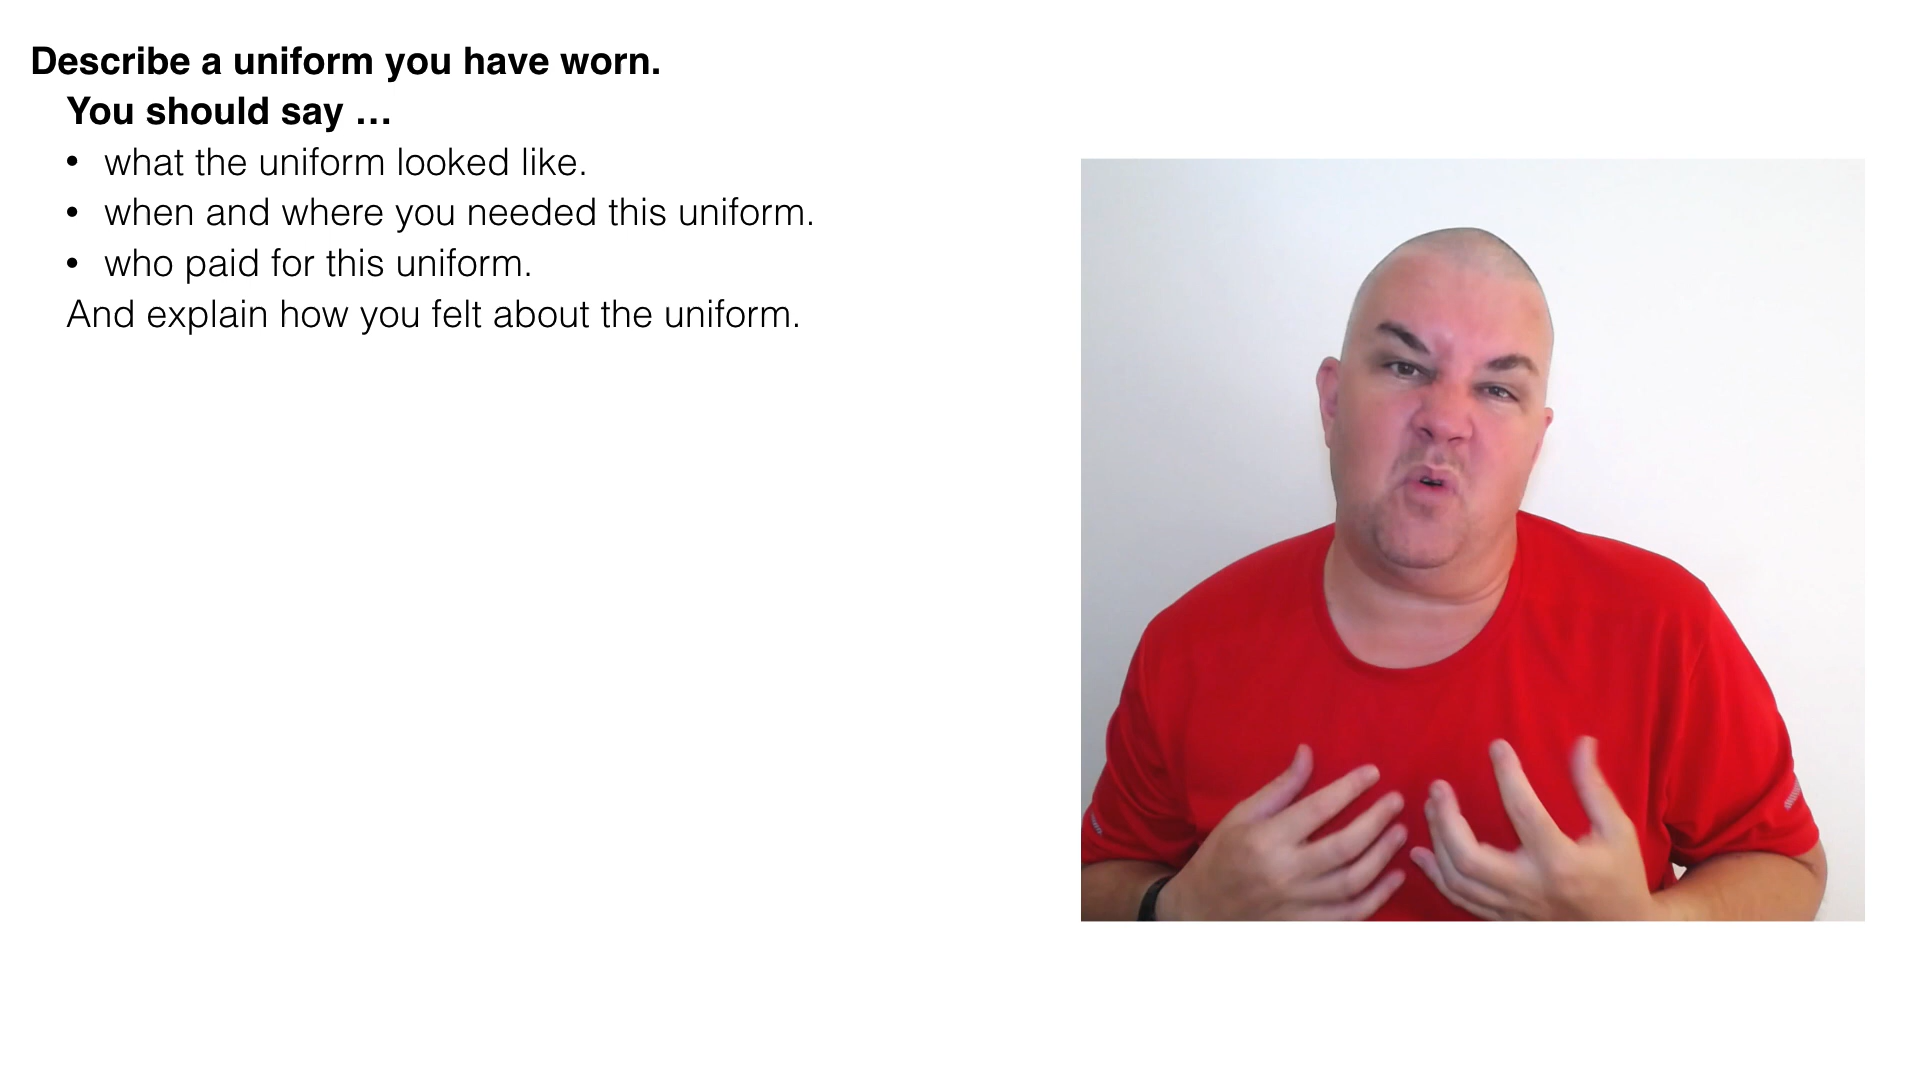 Describe a uniform you have worn.
You should say …
• what the uniform looked like.
• when and where you needed this uniform.
• who paid for this uniform.
And explain how you felt about the uniform.